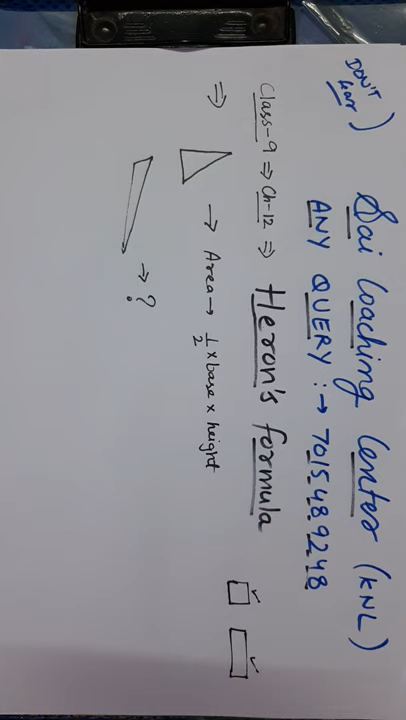 DON'T
fear)
Sai Coaching Center (KNL)
ANY QUERY :→ 7015489248
Class-9 ⇒ Ch-12 ⇒ Heron's formula
⇒ → Area → 1/2 × base × height
→ ?